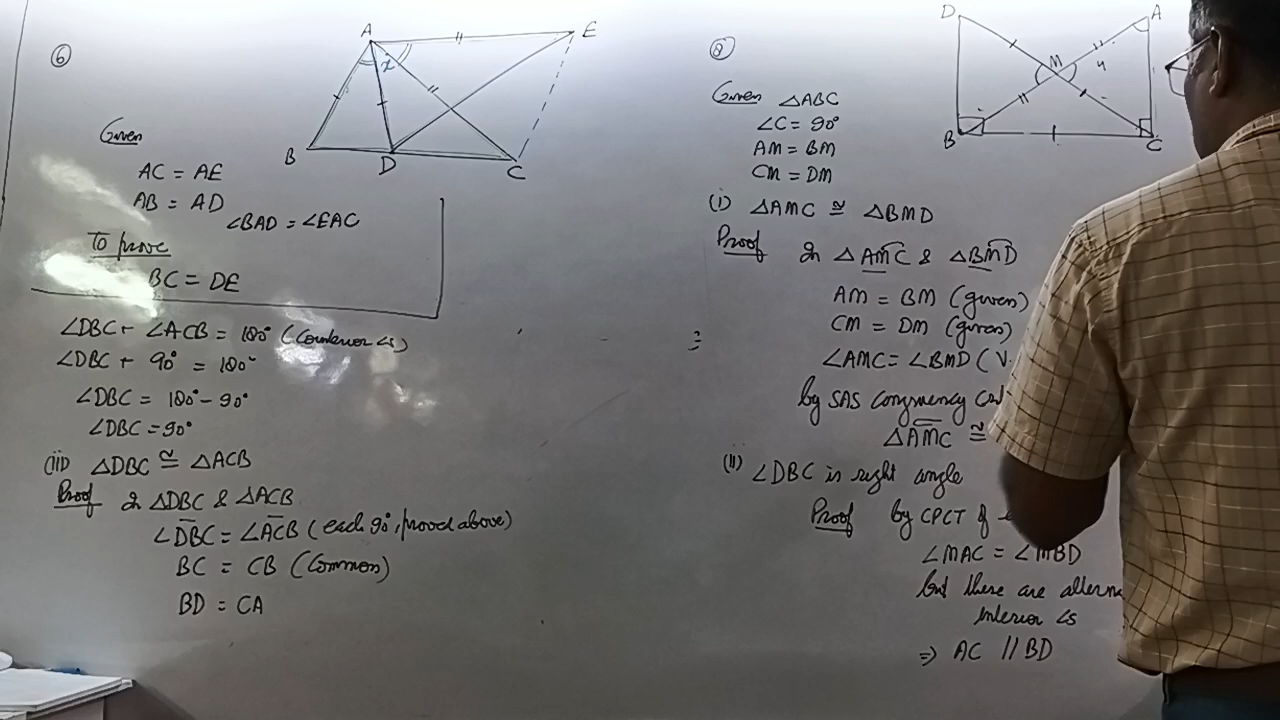 6
A
E
x
B
D
C
Given
AC = AE
AB = AD
∠BAD = ∠EAC
To prove
BC = DE
∠DBC + ∠ACB = 180° (Cointerior ∠s)
∠DBC + 90° = 180°
∠DBC = 180° - 90°
∠DBC = 90°
(iii) △DBC ≅ △ACB
Proof In △DBC & △ACB
∠DBC = ∠ACB (each 90°, proved above)
BC = CB (Common)
BD = CA
8
D
A
M
4
B
C
Given △ABC
∠C = 90°
AM = BM
CM = DM
(i) △AMC ≅ △BMD
Proof In △AMC & △BMD
AM = BM (given)
CM = DM (given)
∠AMC = ∠BMD (V.
by SAS congruency
△AMC ≅
(ii) ∠DBC is right angle
Proof by CPCT of
∠MAC = ∠MBD
but these are alterna
interior ∠s
⇒ AC // BD